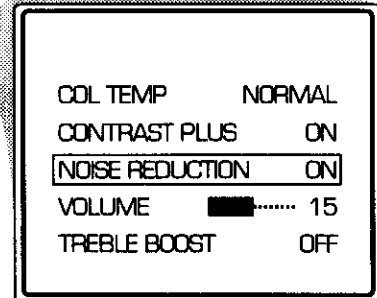 COL TEMP NORMAL
CONTRAST PLUS ON
NOISE REDUCTION ON
VOLUME 15
TREBLE BOOST OFF